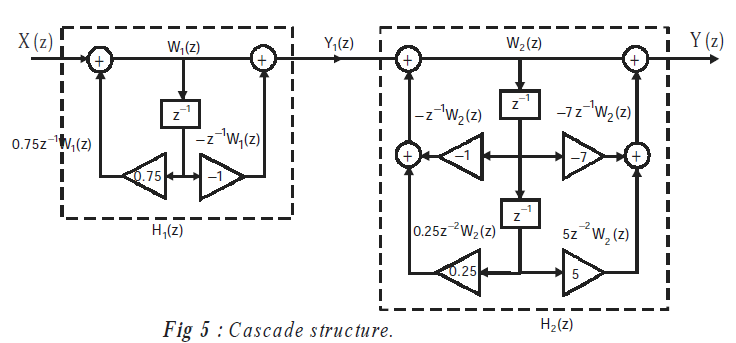 X (z)
W₁(z)
Y₁(z)
W₂(z)
Y (z)
+
+
+
+
z⁻¹
z⁻¹
–z⁻¹W₂(z)
–7z⁻¹W₂(z)
0.75z⁻¹W₁(z)
–z⁻¹W₁(z)
+
–1
–7
+
0.75
–1
z⁻¹
H₁(z)
0.25z⁻²W₂(z)
5z⁻²W₂(z)
0.25
5
Fig 5 : Cascade structure.
H₂(z)